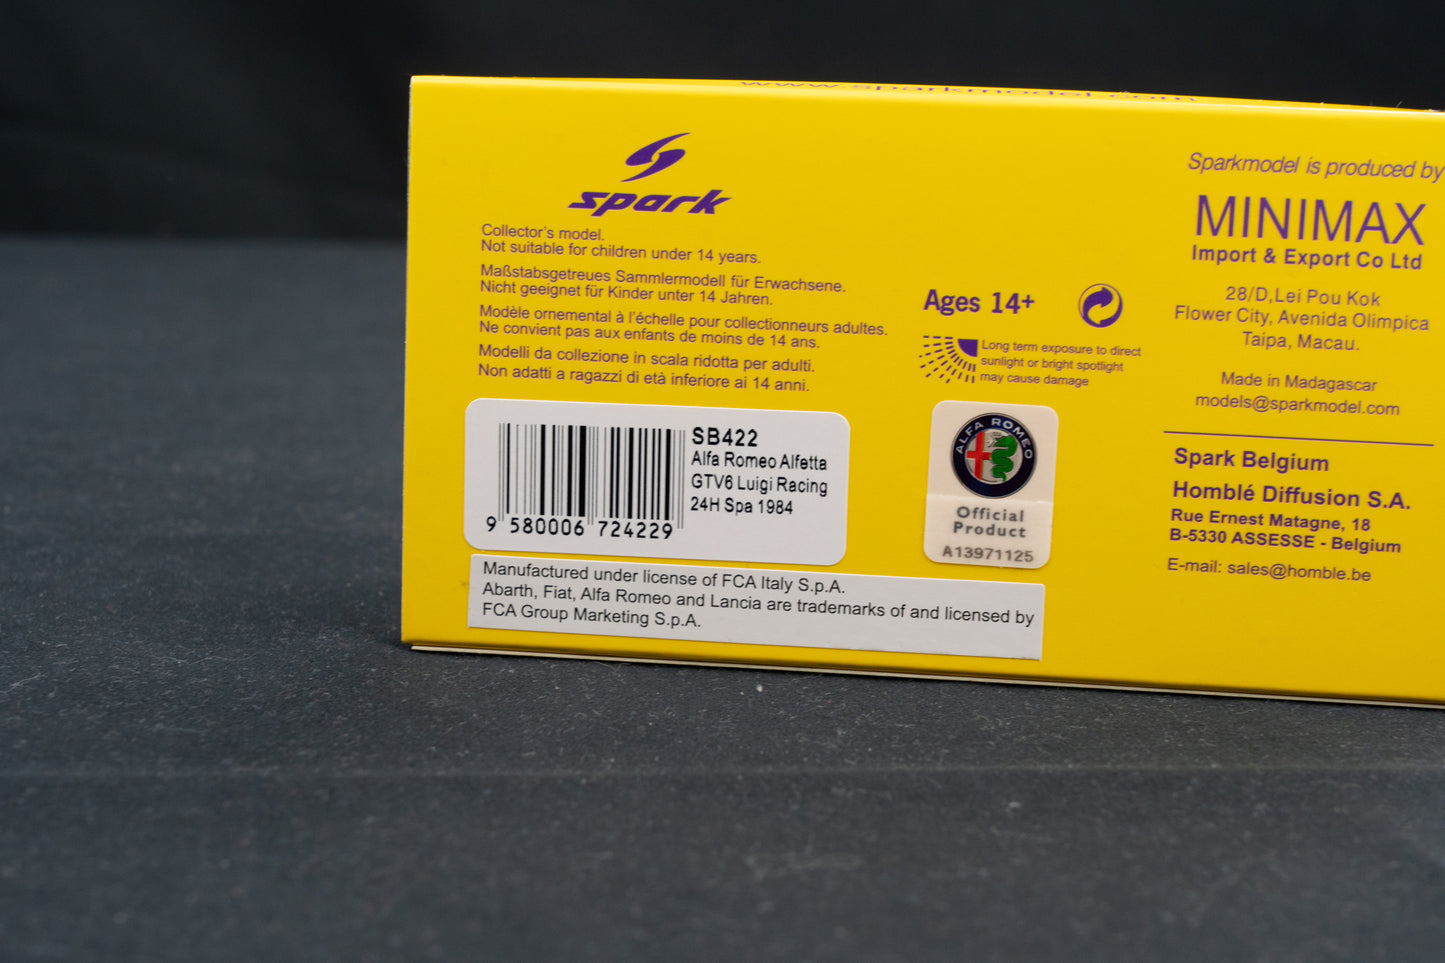 www.sparkmodel.com
spark
Collector's model.
Not suitable for children under 14 years.
Maßstabsgetreues Sammlermodell für Erwachsene.
Nicht geeignet für Kinder unter 14 Jahren.
Modèle ornemental à l'échelle pour collectionneurs adultes.
Ne convient pas aux enfants de moins de 14 ans.
Modelli da collezione in scala ridotta per adulti.
Non adatti a ragazzi di età inferiore ai 14 anni.
SB422
Alfa Romeo Alfetta
GTV6 Luigi Racing
24H Spa 1984
9 580006 724229
Manufactured under license of FCA Italy S.p.A.
Abarth, Fiat, Alfa Romeo and Lancia are trademarks of and licensed by
FCA Group Marketing S.p.A.
Ages 14+
Long term exposure to direct
sunlight or bright spotlight
may cause damage
ALFA ROMEO
Official
Product
A13971125
Sparkmodel is produced by
MINIMAX
Import & Export Co Ltd
28/D,Lei Pou Kok
Flower City, Avenida Olimpica
Taipa, Macau.
Made in Madagascar
models@sparkmodel.com
Spark Belgium
Homblé Diffusion S.A.
Rue Ernest Matagne, 18
B-5330 ASSESSE - Belgium
E-mail: sales@homble.be